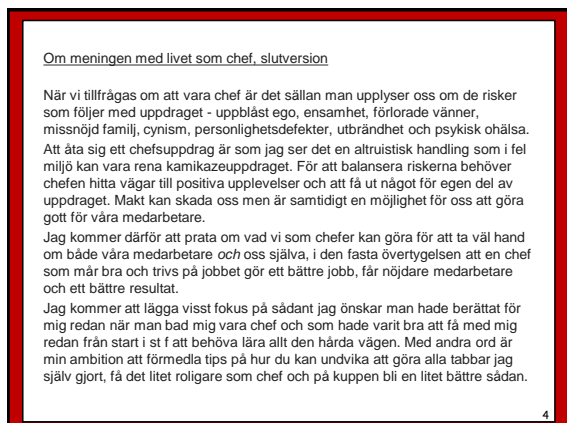 Om meningen med livet som chef, slutversion
När vi tillfrågas om att vara chef är det sällan man upplyser oss om de risker
som följer med uppdraget - uppblåst ego, ensamhet, förlorade vänner,
missnöjd familj, cynism, personlighetsdefekter, utbrändhet och psykisk ohälsa.
Att åta sig ett chefsuppdrag är som jag ser det en altruistisk handling som i fel
miljö kan vara rena kamikazeuppdraget. För att balansera riskerna behöver
chefen hitta vägar till positiva upplevelser och att få ut något för egen del av
uppdraget. Makt kan skada oss men är samtidigt en möjlighet för oss att göra
gott för våra medarbetare.
Jag kommer därför att prata om vad vi som chefer kan göra för att ta väl hand
om både våra medarbetare och oss själva, i den fasta övertygelsen att en chef
som mår bra och trivs på jobbet gör ett bättre jobb, får nöjdare medarbetare
och ett bättre resultat.
Jag kommer att lägga visst fokus på sådant jag önskar man hade berättat för
mig redan när man bad mig vara chef och som hade varit bra att få med mig
redan från start i st f att behöva lära allt den hårda vägen. Med andra ord är
min ambition att förmedla tips på hur du kan undvika att göra alla tabbar jag
själv gjort, få det litet roligare som chef och på kuppen bli en litet bättre sådan.
4